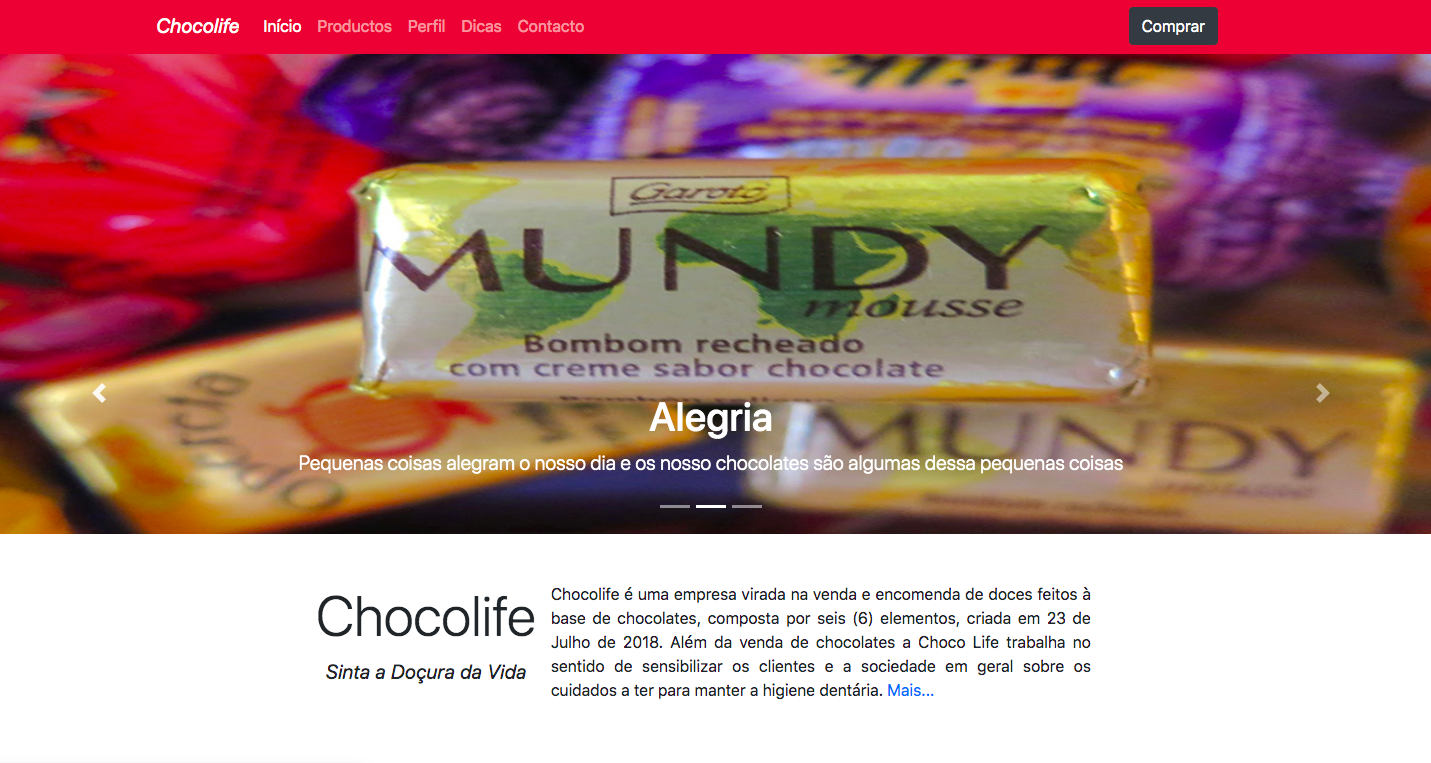 Chocolife Início Productos Perfil Dicas Contacto Comprar
Garoto
MUNDY
mousse
Bombom recheado
com creme sabor chocolate
MUNDY
Alegria
Pequenas coisas alegram o nosso dia e os nosso chocolates são algumas dessa pequenas coisas
Chocolife
Sinta a Doçura da Vida
Chocolife é uma empresa virada na venda e encomenda de doces feitos à
base de chocolates, composta por seis (6) elementos, criada em 23 de
Julho de 2018. Além da venda de chocolates a Choco Life trabalha no
sentido de sensibilizar os clientes e a sociedade em geral sobre os
cuidados a ter para manter a higiene dentária. Mais...